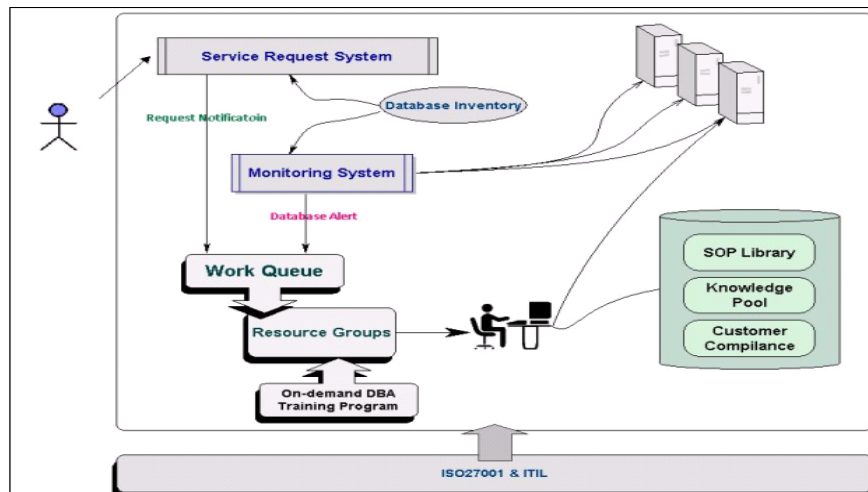 Service Request System
Database Inventory
Request Notificatoin
Monitoring System
Database Alert
Work Queue
Resource Groups
On-demand DBA
Training Program
SOP Library
Knowledge
Pool
Customer
Compilance
ISO27001 & ITIL